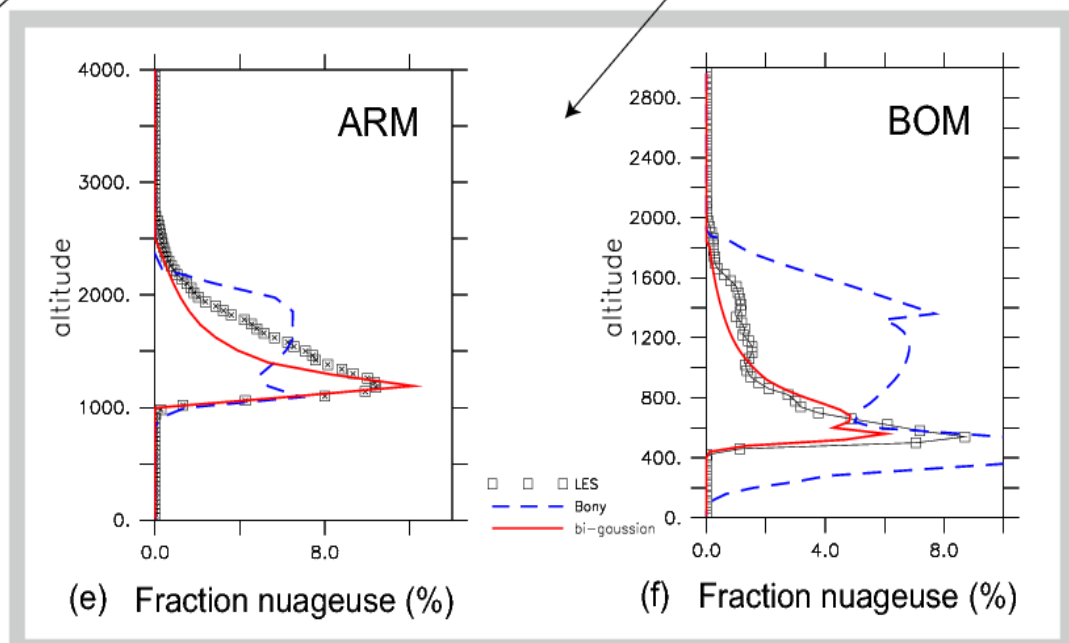 4000.
3000.
2000.
1000.
0.
altitude
ARM
0.0 8.0
(e) Fraction nuageuse (%)
LES
Bony
bi-goussion
2800.
2400.
2000.
1600.
1200.
800.
400.
0.
altitude
BOM
0.0 4.0 8.0
(f) Fraction nuageuse (%)